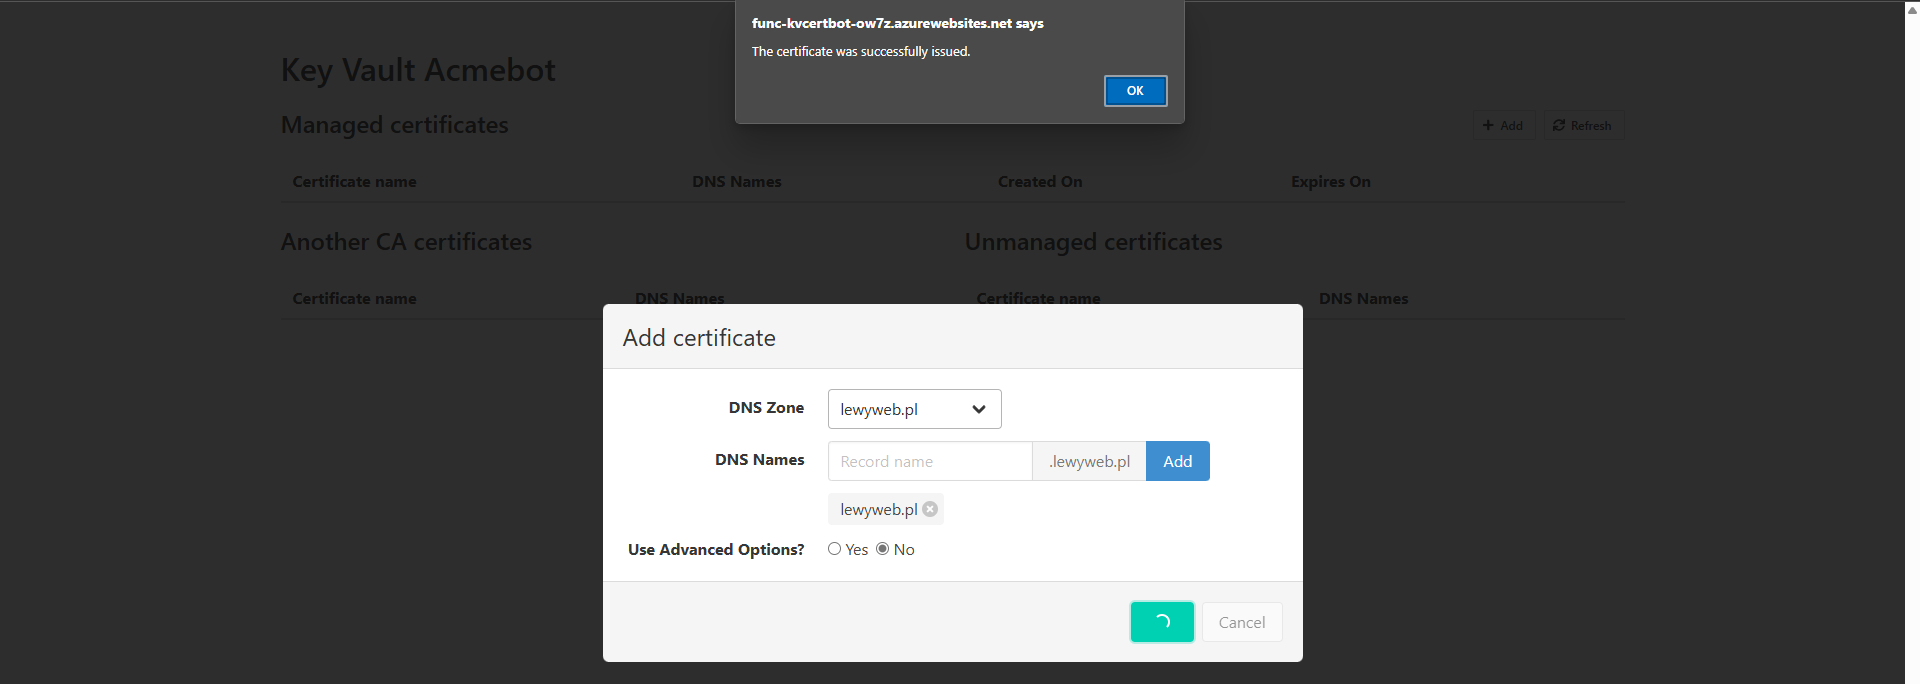 func-kvcertbot-ow7z.azurewebsites.net says
The certificate was successfully issued.
OK
Key Vault Acmebot
Managed certificates
Add Refresh
Certificate name DNS Names Created On Expires On
Another CA certificates Unmanaged certificates
Certificate name DNS Names Certificate name DNS Names
Add certificate
DNS Zone lewyweb.pl
DNS Names Record name .lewyweb.pl Add
lewyweb.pl
Use Advanced Options? Yes No
Cancel